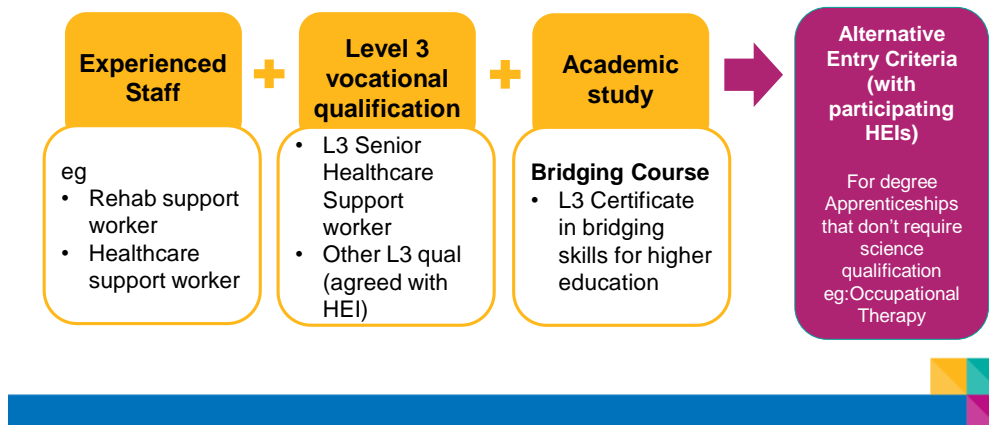 Experienced
Staff
eg
• Rehab support
worker
• Healthcare
support worker
Level 3
vocational
qualification
• L3 Senior
Healthcare
Support
worker
• Other L3 qual
(agreed with
HEI)
Academic
study
Bridging Course
• L3 Certificate
in bridging
skills for higher
education
Alternative
Entry Criteria
(with
participating
HEIs)
For degree
Apprenticeships
that don’t require
science
qualification
eg:Occupational
Therapy